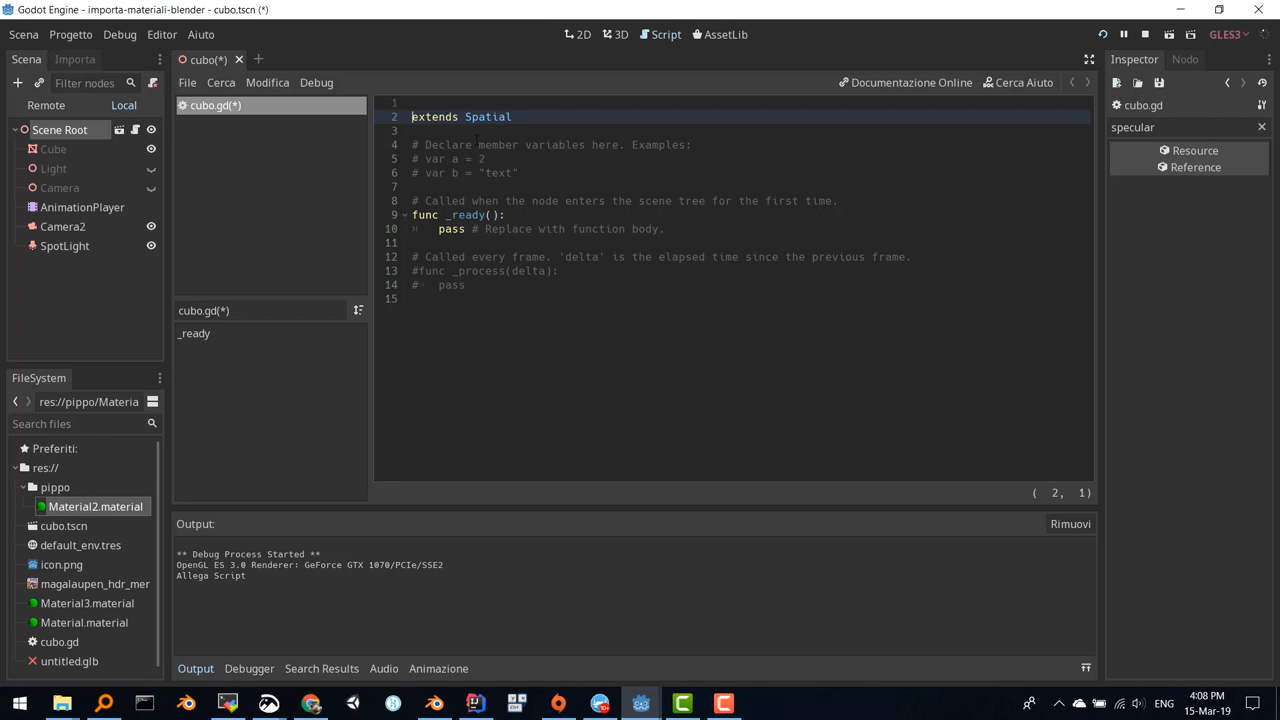 Godot Engine - importa-materiali-blender - cubo.tscn (*)
Scena Progetto Debug Editor Aiuto
2D 3D Script AssetLib
GLES3
Scena Importa
Filter nodes
Remote Local
Scene Root
Cube
Light
Camera
AnimationPlayer
Camera2
SpotLight
FileSystem
res://pippo/Materia
Search files
Preferiti:
res://
pippo
Material2.material
cubo.tscn
default_env.tres
icon.png
magalaupen_hdr_mer
Material3.material
Material.material
cubo.gd
untitled.glb
cubo(*)
File Cerca Modifica Debug
Documentazione Online Cerca Aiuto
cubo.gd(*)
cubo.gd(*)
_ready
1
2 extends Spatial
3
4 # Declare member variables here. Examples:
5 # var a = 2
6 # var b = "text"
7
8 # Called when the node enters the scene tree for the first time.
9 func _ready():
10 pass # Replace with function body.
11
12 # Called every frame. 'delta' is the elapsed time since the previous frame.
13 #func _process(delta):
14 # pass
15
( 2, 1)
Output:
Rimuovi
** Debug Process Started **
OpenGL ES 3.0 Renderer: GeForce GTX 1070/PCIe/SSE2
Allega Script
Output Debugger Search Results Audio Animazione
Inspector Nodo
cubo.gd
specular
Resource
Reference
10+
ENG
4:08 PM
15-Mar-19